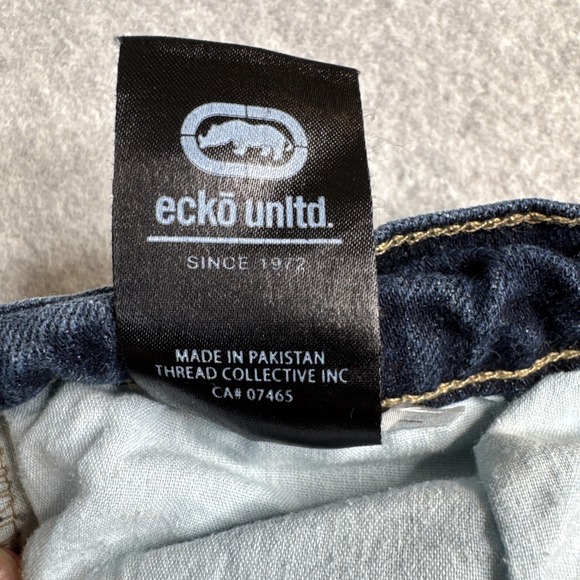 eckō unltd.
SINCE 1972
MADE IN PAKISTAN
THREAD COLLECTIVE INC
CA# 07465